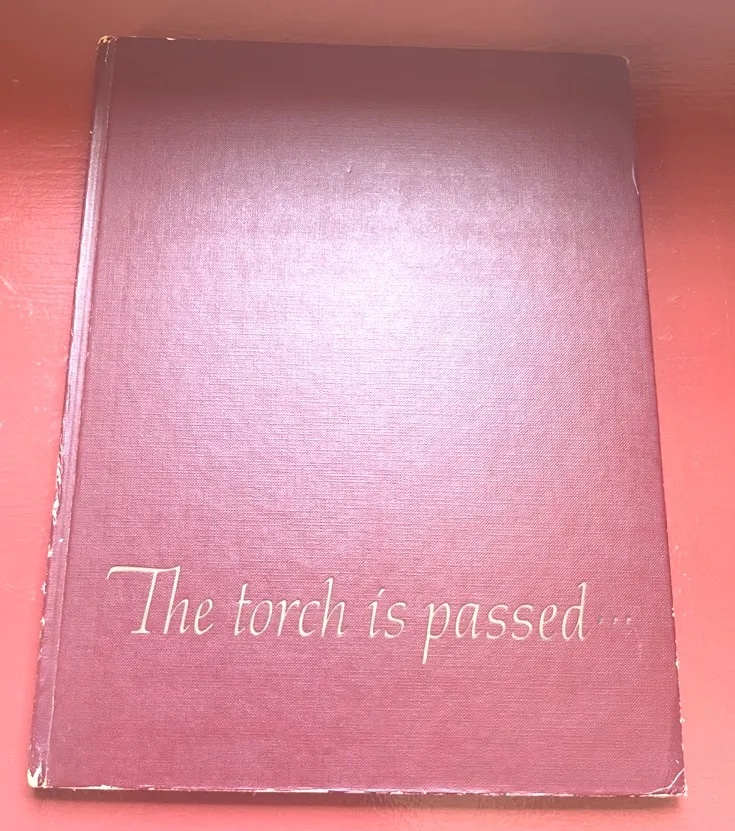 The torch is passed...